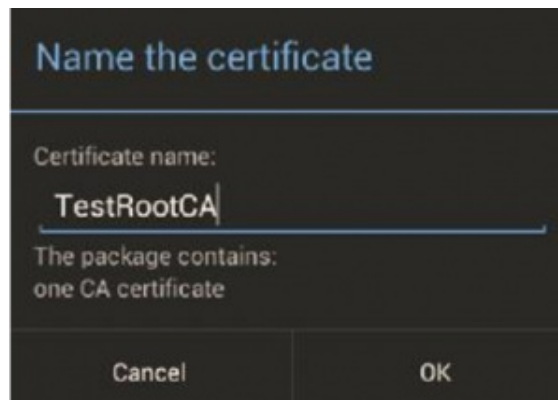 Name the certificate
Certificate name:
TestRootCA
The package contains:
one CA certificate
Cancel OK